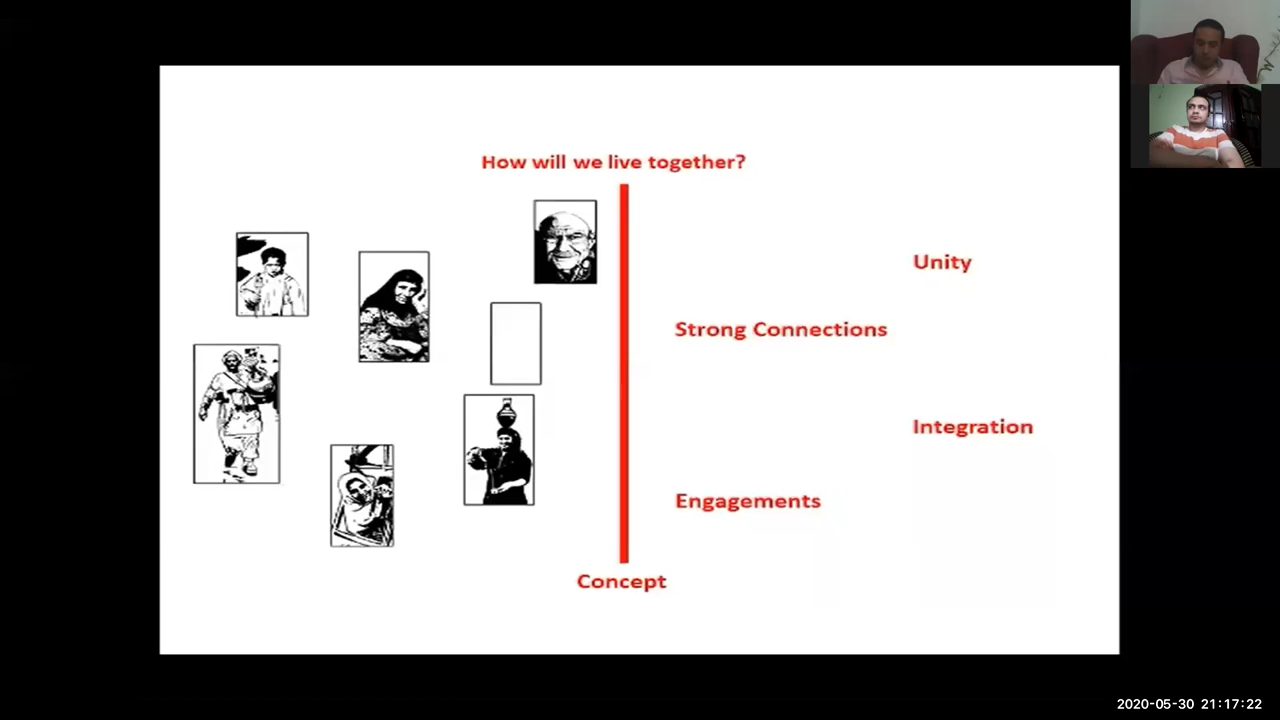 How will we live together?
Unity
Strong Connections
Integration
Engagements
Concept
2020-05-30 21:17:22